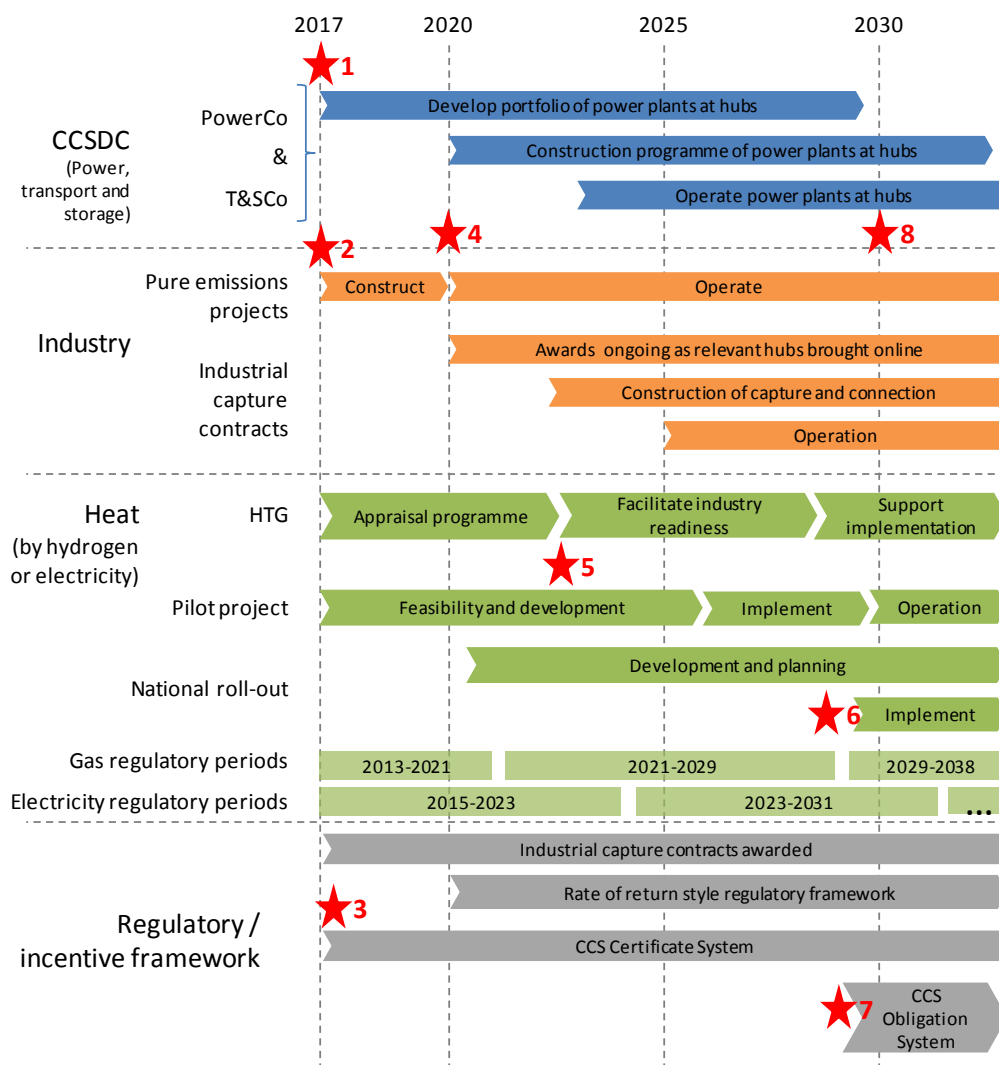 2017 2020 2025 2030
1
PowerCo
&
T&SCo
CCSDC
(Power,
transport and
storage)
Develop portfolio of power plants at hubs
Construction programme of power plants at hubs
Operate power plants at hubs
2 4 8
Industry
Pure emissions
projects
Construct Operate
Industrial
capture
contracts
Awards ongoing as relevant hubs brought online
Construction of capture and connection
Operation
Heat
(by hydrogen
or electricity)
HTG
Appraisal programme
Facilitate industry
readiness
Support
implementation
5
Pilot project
Feasibility and development Implement Operation
National roll-out
Development and planning
6 Implement
Gas regulatory periods 2013-2021 2021-2029 2029-2038
Electricity regulatory periods 2015-2023 2023-2031 ...
Regulatory /
incentive framework
Industrial capture contracts awarded
Rate of return style regulatory framework
3
CCS Certificate System
7
CCS
Obligation
System